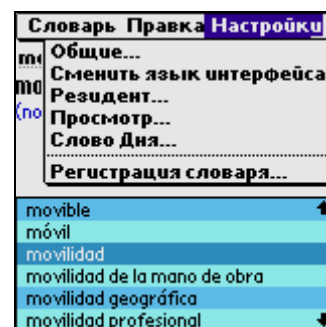 Словарь Правка Настройки
Общие...
Сменить язык интерфейса
Резидент...
Просмотр...
Слово Дня...
Регистрация словаря...
movible
móvil
movilidad
movilidad de la mano de obra
movilidad geográfica
movilidad profesional